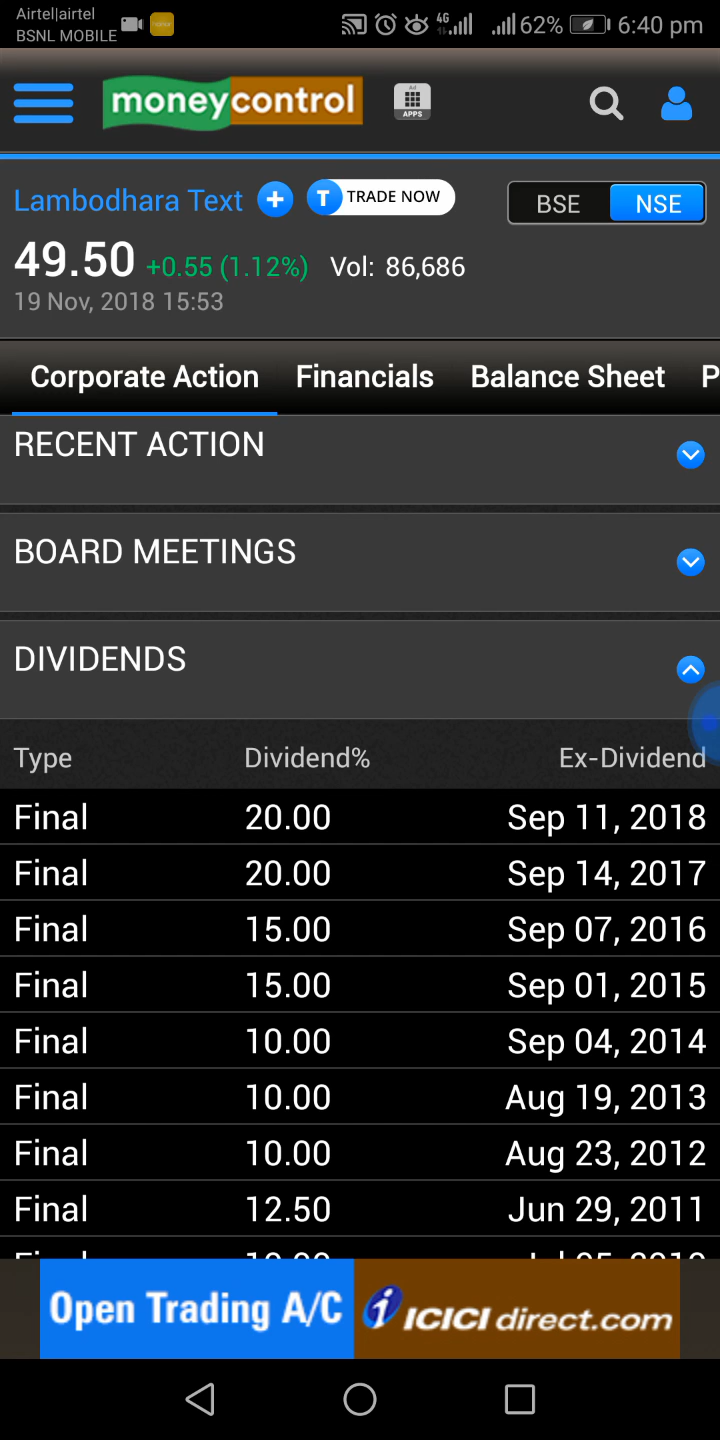 Airtel|airtel
BSNL MOBILE
4G 62% 6:40 pm
moneycontrol
Ad
APPS
Lambodhara Text + T TRADE NOW BSE NSE
49.50 +0.55 (1.12%) Vol: 86,686
19 Nov, 2018 15:53
Corporate Action Financials Balance Sheet P
RECENT ACTION
BOARD MEETINGS
DIVIDENDS
Type Dividend% Ex-Dividend
Final 20.00 Sep 11, 2018
Final 20.00 Sep 14, 2017
Final 15.00 Sep 07, 2016
Final 15.00 Sep 01, 2015
Final 10.00 Sep 04, 2014
Final 10.00 Aug 19, 2013
Final 10.00 Aug 23, 2012
Final 12.50 Jun 29, 2011
Final
Open Trading A/C ICICI direct.com